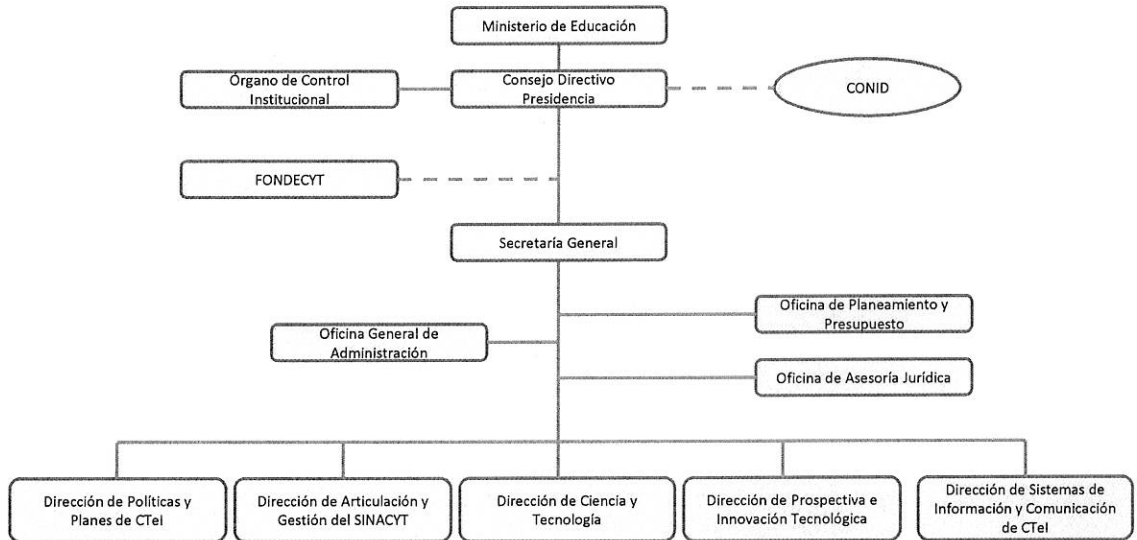 Ministerio de Educación
Órgano de Control
Institucional
Consejo Directivo
Presidencia
CONID
FONDECYT
Secretaría General
Oficina de Planeamiento y
Presupuesto
Oficina General de
Administración
Oficina de Asesoría Jurídica
Dirección de Políticas y
Planes de CTeI
Dirección de Articulación y
Gestión del SINACYT
Dirección de Ciencia y
Tecnología
Dirección de Prospectiva e
Innovación Tecnológica
Dirección de Sistemas de
Información y Comunicación
de CTeI